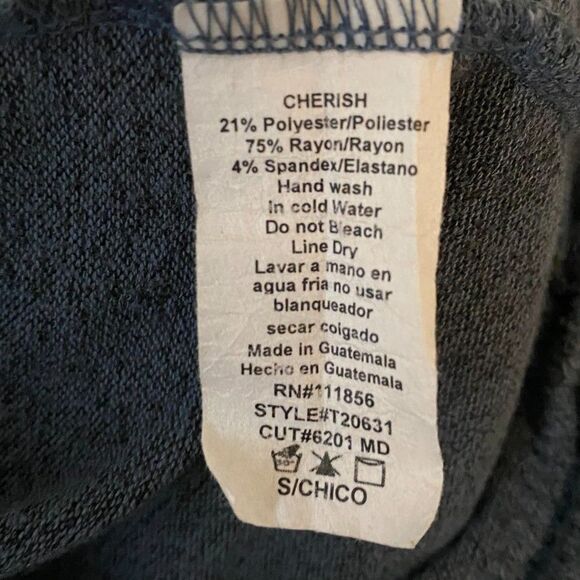 CHERISH
21% Polyester/Poliester
75% Rayon/Rayon
4% Spandex/Elastano
Hand wash
In cold Water
Do not Bleach
Line Dry
Lavar a mano en
agua fria no usar
blanqueador
secar colgado
Made in Guatemala
Hecho en Guatemala
RN#111856
STYLE#T20631
CUT#6201 MD
S/CHICO